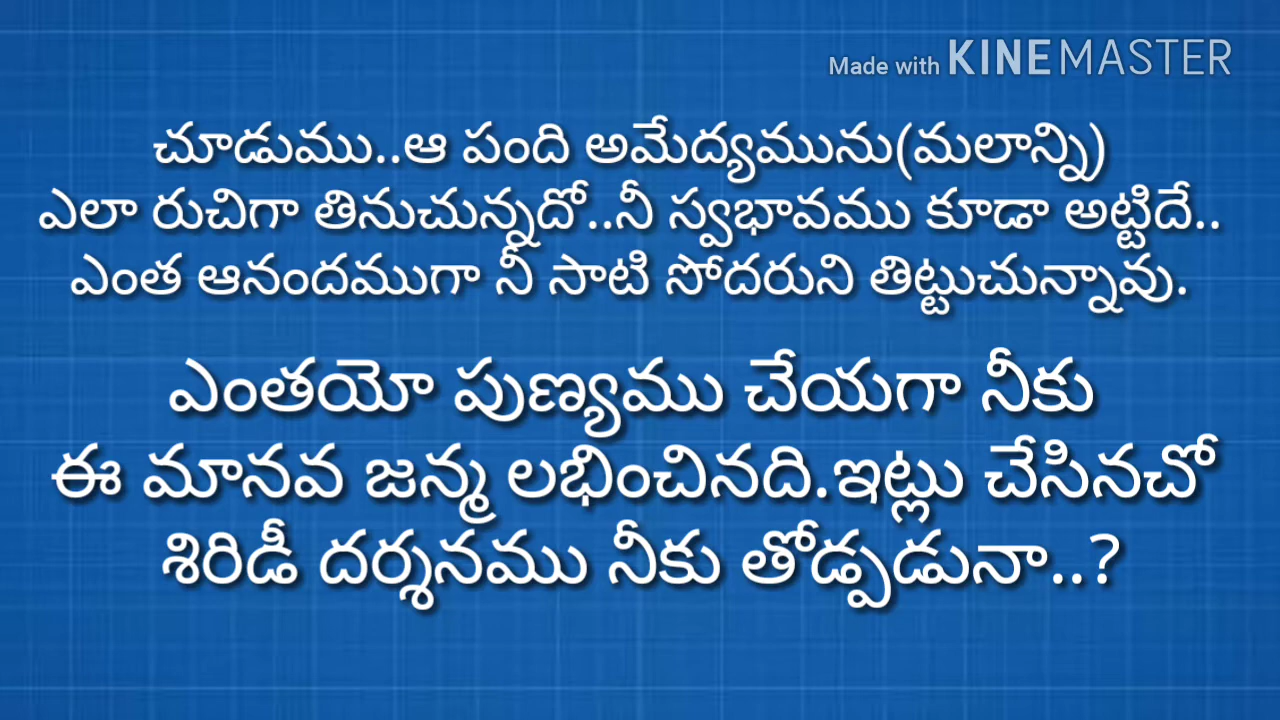 Made with KINEMASTER
చూడుము..ఆ పంది అమేద్యమును(మలాన్ని)
ఎలా రుచిగా తినుచున్నదో..నీ స్వభావము కూడా అట్టిదే..
ఎంత ఆనందముగా నీ సాటి సోదరుని తిట్టుచున్నావు.
ఎంతయో పుణ్యము చేయగా నీకు
ఈ మానవ జన్మ లభించినది.ఇట్లు చేసినచో
శిరిడీ దర్శనము నీకు తోడ్పడునా..?